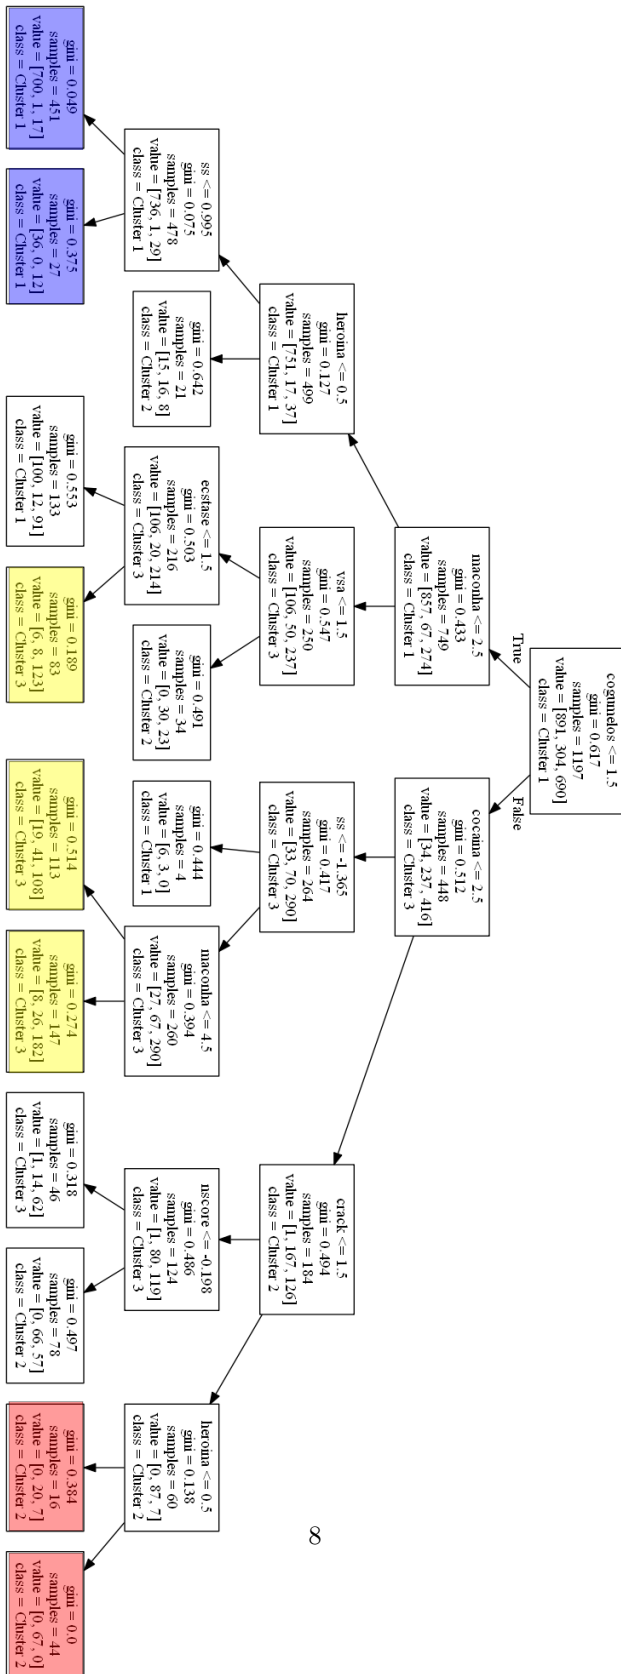 cogumelos <= 1.5
gini = 0.617
samples = 1197
value = [891, 304, 690]
class = Cluster 1
True
False
maconha <= 2.5
gini = 0.433
samples = 749
value = [857, 67, 274]
class = Cluster 1
cocaina <= 2.5
gini = 0.512
samples = 448
value = [34, 237, 416]
class = Cluster 3
heroina <= 0.5
gini = 0.127
samples = 499
value = [751, 17, 37]
class = Cluster 1
vsa <= 1.5
gini = 0.547
samples = 250
value = [106, 50, 237]
class = Cluster 3
ss <= -1.365
gini = 0.417
samples = 264
value = [33, 70, 290]
class = Cluster 3
crack <= 1.5
gini = 0.494
samples = 184
value = [1, 167, 126]
class = Cluster 2
ss <= 0.995
gini = 0.075
samples = 478
value = [736, 1, 29]
class = Cluster 1
gini = 0.642
samples = 21
value = [15, 16, 8]
class = Cluster 2
ecstase <= 1.5
gini = 0.503
samples = 216
value = [106, 20, 214]
class = Cluster 3
gini = 0.491
samples = 34
value = [0, 30, 23]
class = Cluster 2
gini = 0.444
samples = 4
value = [6, 3, 0]
class = Cluster 1
maconha <= 4.5
gini = 0.394
samples = 260
value = [27, 67, 290]
class = Cluster 3
nscore <= -0.198
gini = 0.486
samples = 124
value = [1, 80, 119]
class = Cluster 3
heroina <= 0.5
gini = 0.138
samples = 60
value = [0, 87, 7]
class = Cluster 2
gini = 0.049
samples = 451
value = [700, 1, 17]
class = Cluster 1
gini = 0.375
samples = 27
value = [36, 0, 12]
class = Cluster 1
gini = 0.553
samples = 133
value = [100, 12, 91]
class = Cluster 1
gini = 0.189
samples = 83
value = [6, 8, 123]
class = Cluster 3
gini = 0.514
samples = 113
value = [19, 41, 108]
class = Cluster 3
gini = 0.274
samples = 147
value = [8, 26, 182]
class = Cluster 3
gini = 0.318
samples = 46
value = [1, 14, 62]
class = Cluster 3
gini = 0.497
samples = 78
value = [0, 66, 57]
class = Cluster 2
gini = 0.384
samples = 16
value = [0, 20, 7]
class = Cluster 2
gini = 0.0
samples = 44
value = [0, 67, 0]
class = Cluster 2
8